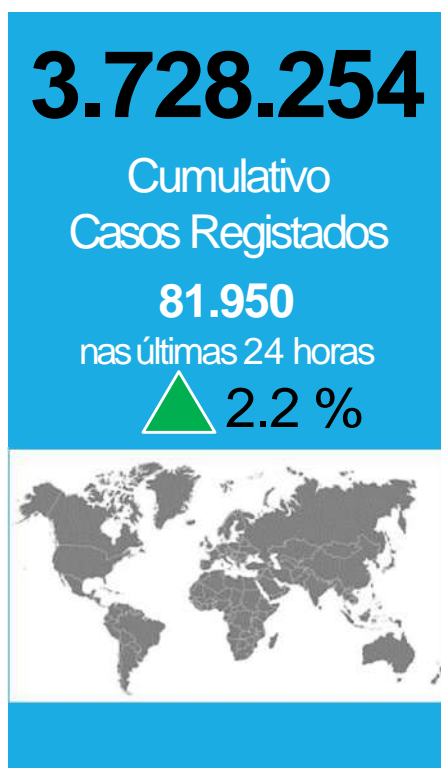 3.728.254
Cumulativo
Casos Registados
81.950
nas últimas 24 horas
2.2 %